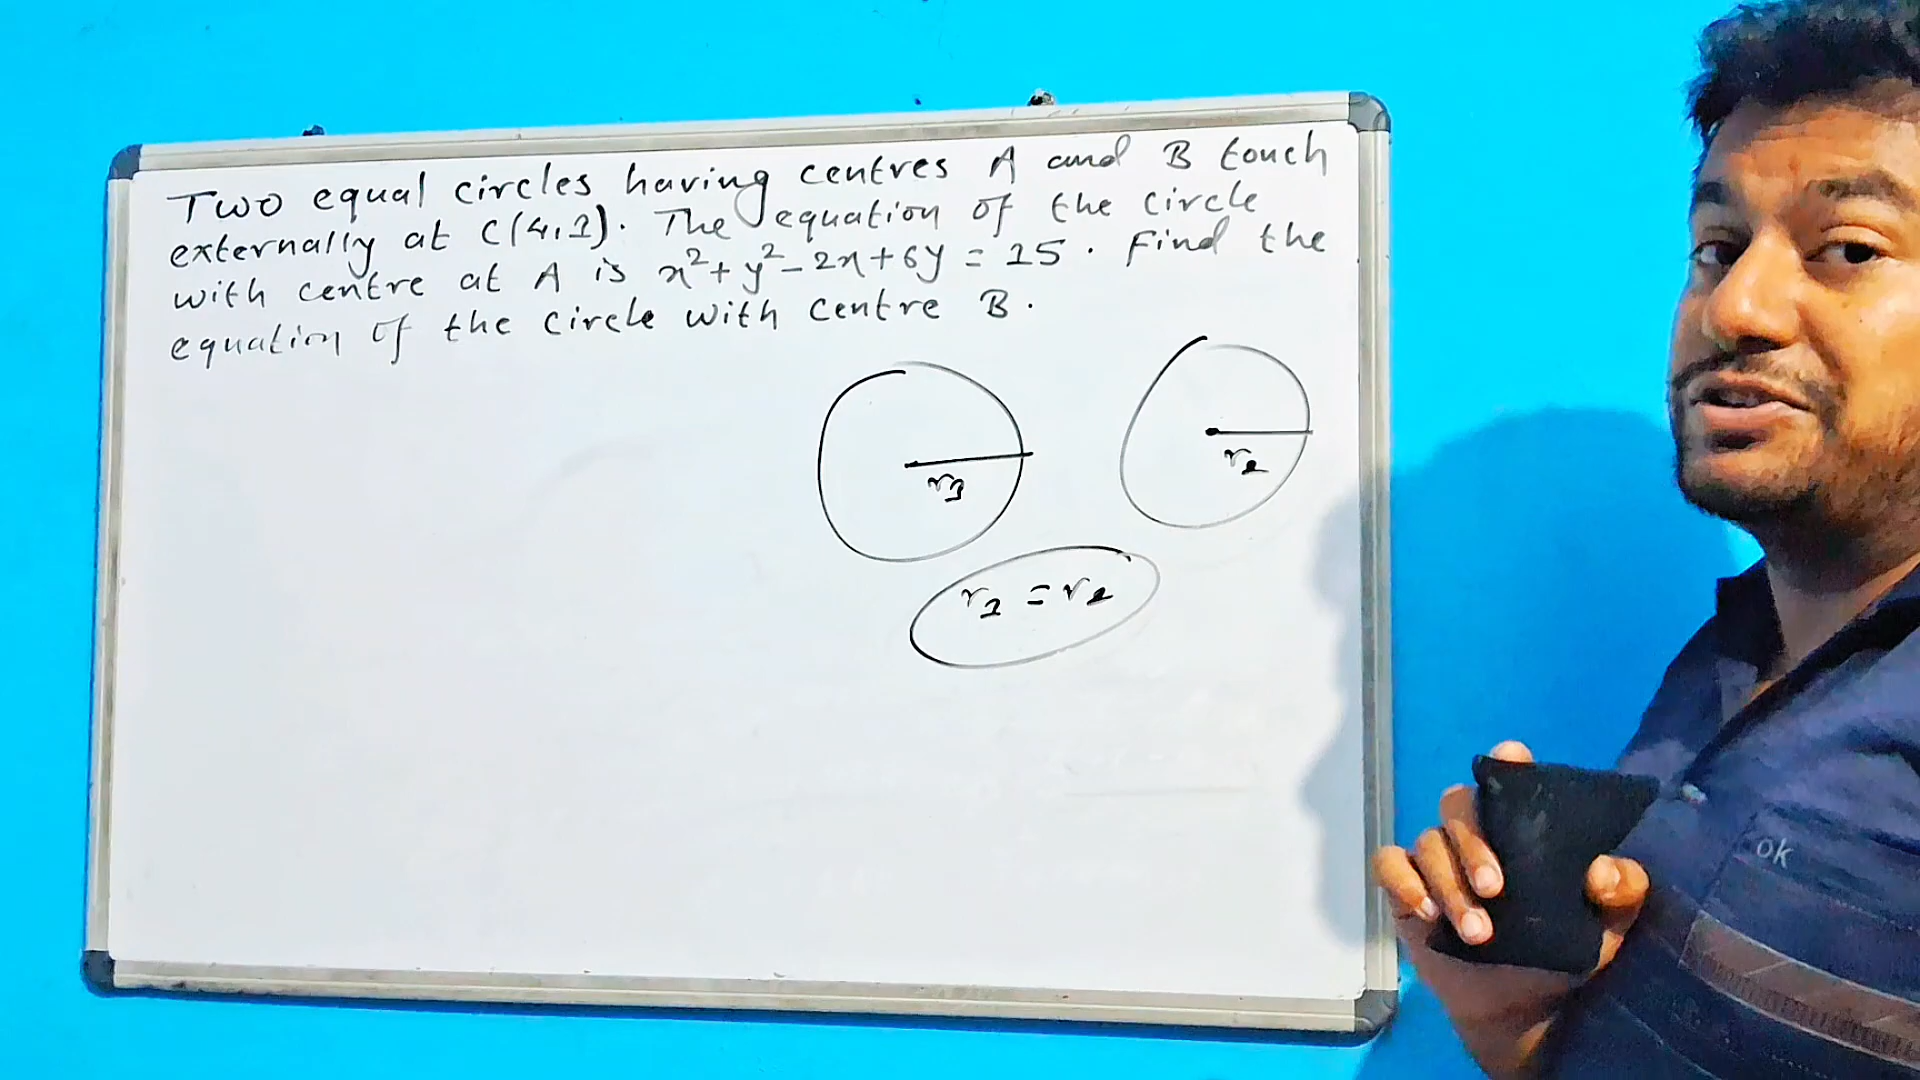 Two equal circles having centres A and B touch
externally at C(4,1). The equation of the circle
with centre at A is x²+y²-2x+6y = 15. Find the
equation of the circle with centre B.
r1
r2
r1 = r2
ok